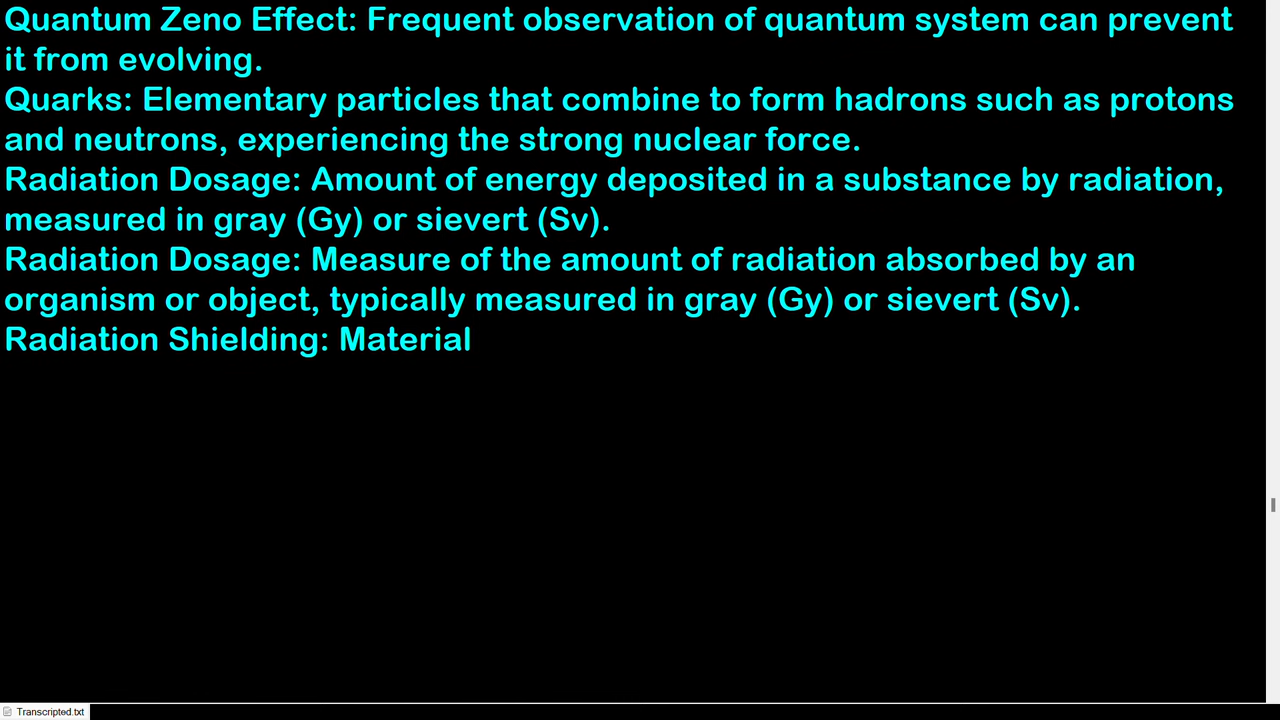 Quantum Zeno Effect: Frequent observation of quantum system can prevent
it from evolving.
Quarks: Elementary particles that combine to form hadrons such as protons
and neutrons, experiencing the strong nuclear force.
Radiation Dosage: Amount of energy deposited in a substance by radiation,
measured in gray (Gy) or sievert (Sv).
Radiation Dosage: Measure of the amount of radiation absorbed by an
organism or object, typically measured in gray (Gy) or sievert (Sv).
Radiation Shielding: Material
Transcripted.txt